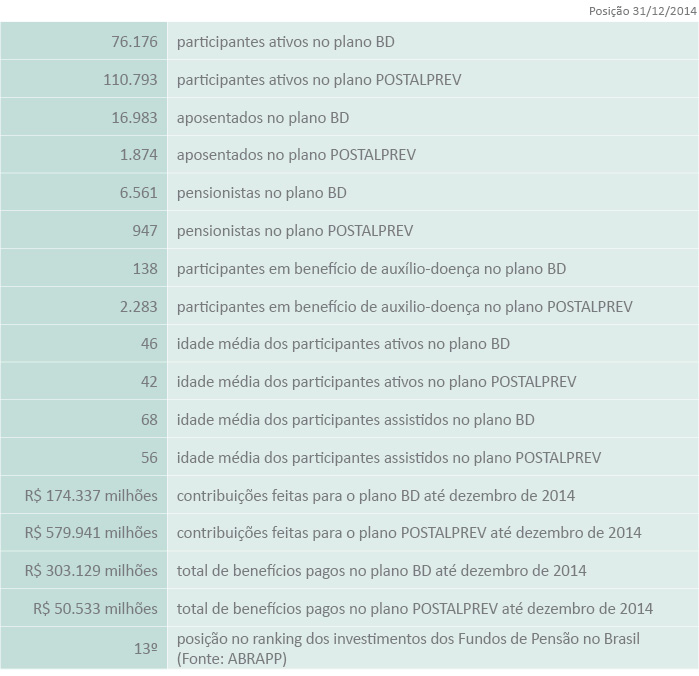 Posição 31/12/2014
76.176 participantes ativos no plano BD
110.793 participantes ativos no plano POSTALPREV
16.983 aposentados no plano BD
1.874 aposentados no plano POSTALPREV
6.561 pensionistas no plano BD
947 pensionistas no plano POSTALPREV
138 participantes em benefício de auxílio-doença no plano BD
2.283 participantes em benefício de auxilio-doença no plano POSTALPREV
46 idade média dos participantes ativos no plano BD
42 idade média dos participantes ativos no plano POSTALPREV
68 idade média dos participantes assistidos no plano BD
56 idade média dos participantes assistidos no plano POSTALPREV
R$ 174.337 milhões contribuições feitas para o plano BD até dezembro de 2014
R$ 579.941 milhões contribuições feitas para o plano POSTALPREV até dezembro de 2014
R$ 303.129 milhões total de benefícios pagos no plano BD até dezembro de 2014
R$ 50.533 milhões total de benefícios pagos no plano POSTALPREV até dezembro de 2014
13º posição no ranking dos investimentos dos Fundos de Pensão no Brasil
(Fonte: ABRAPP)